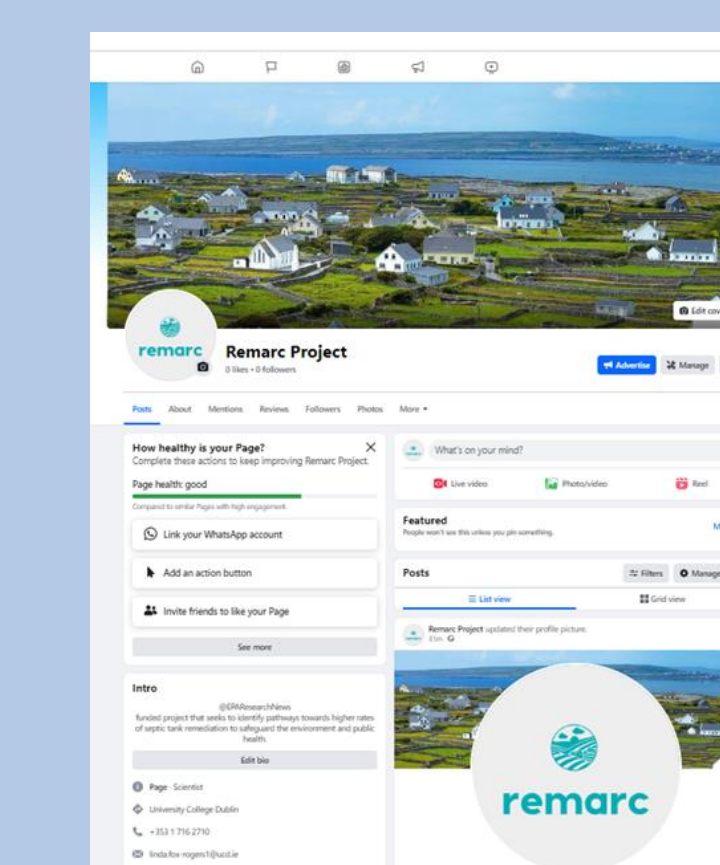 Edit cov
remarc
Remarc Project
0 likes • 0 followers
Advertise
Manage
Posts
About
Mentions
Reviews
Followers
Photos
More
How healthy is your Page?
Complete these actions to keep improving Remarc Project.
Page health: good
Compared to similar Pages with high engagement.
Link your WhatsApp account
Add an action button
Invite friends to like your Page
See more
Intro
@EPAResearchNews
funded project that seeks to identify pathways towards higher rates
of septic tank remediation to safeguard the environment and public
health.
Edit bio
Page · Scientist
University College Dublin
+353 1 716 2710
linda.fox-rogers1@ucd.ie
What's on your mind?
Live video
Photo/video
Reel
Featured
People won't see this unless you pin something.
M
Posts
Filters
Manage
List view
Grid view
Remarc Project updated their profile picture.
remarc